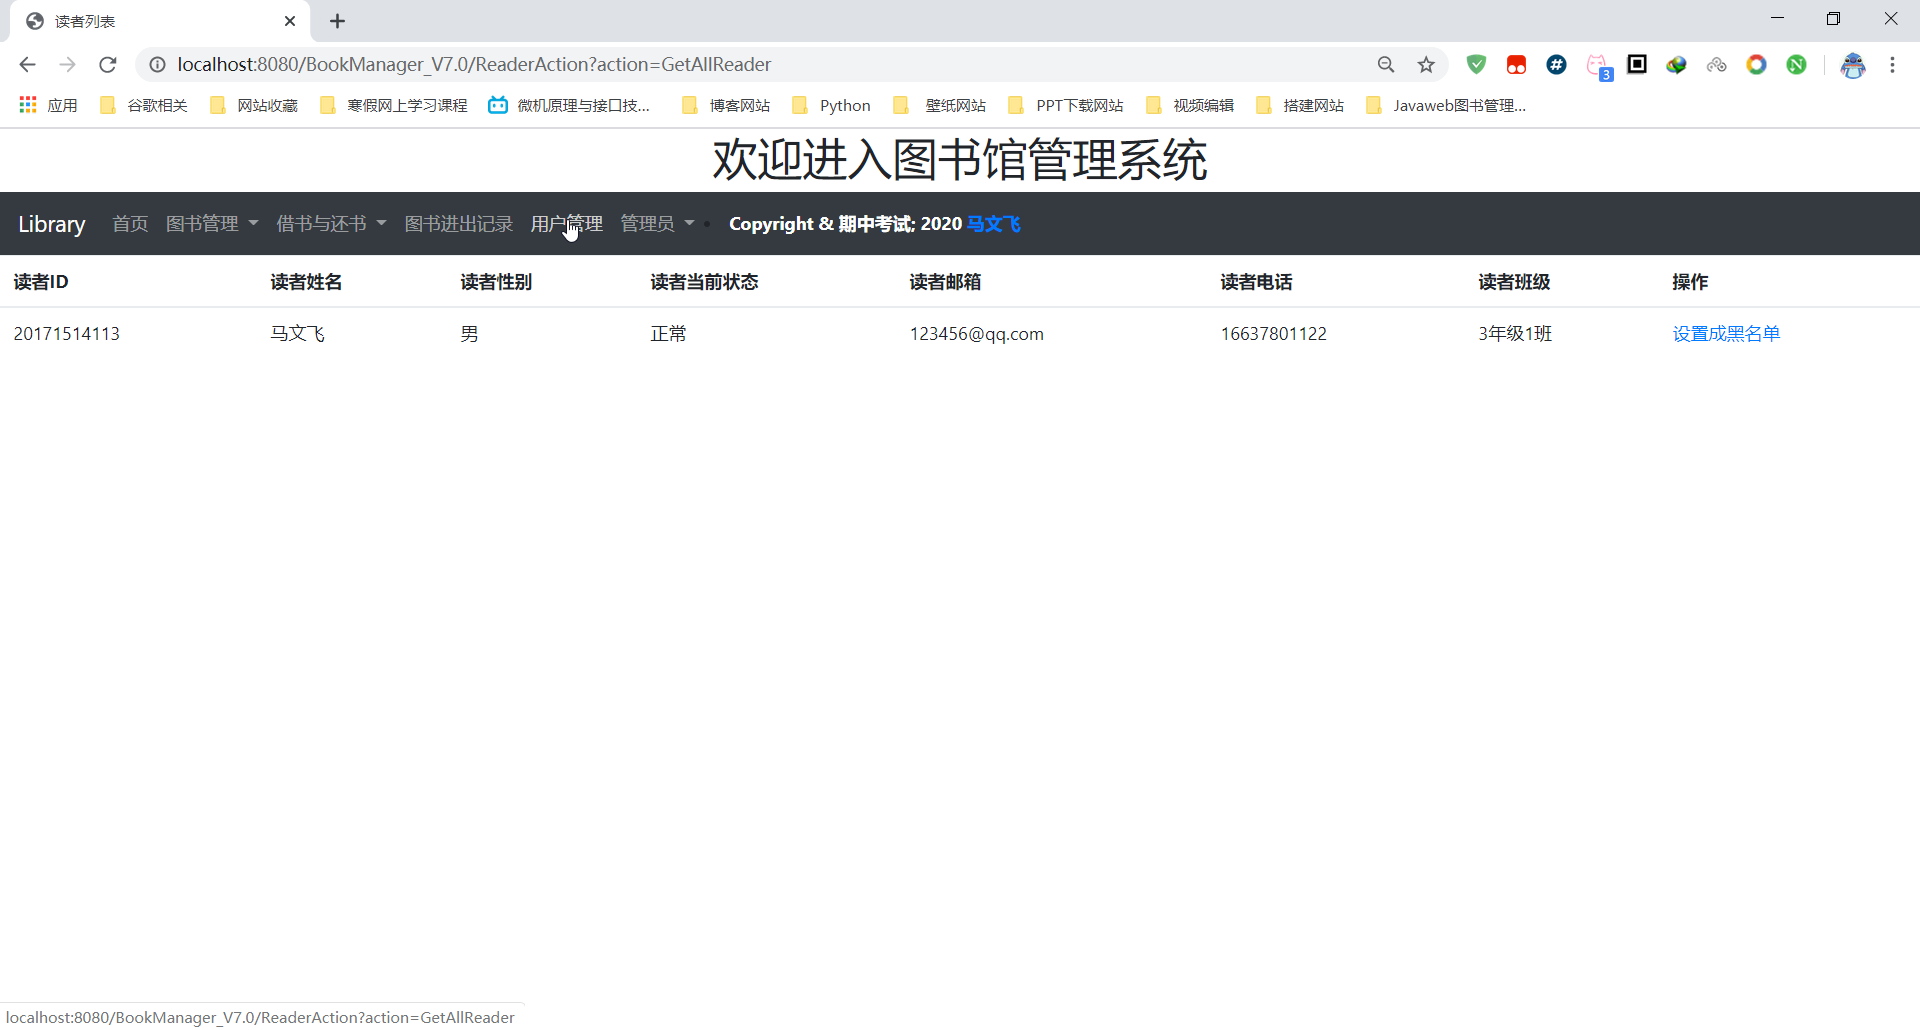 读者列表
localhost:8080/BookManager_V7.0/ReaderAction?action=GetAllReader
应用 谷歌相关 网站收藏 寒假网上学习课程 微机原理与接口技... 博客网站 Python 壁纸网站 PPT下载网站 视频编辑 搭建网站 Javaweb图书管理...
3
欢迎进入图书馆管理系统
Library 首页 图书管理 借书与还书 图书进出记录 用户管理 管理员 Copyright & 期中考试; 2020 马文飞
读者ID 读者姓名 读者性别 读者当前状态 读者邮箱 读者电话 读者班级 操作
20171514113 马文飞 男 正常 123456@qq.com 16637801122 3年级1班 设置成黑名单
localhost:8080/BookManager_V7.0/ReaderAction?action=GetAllReader